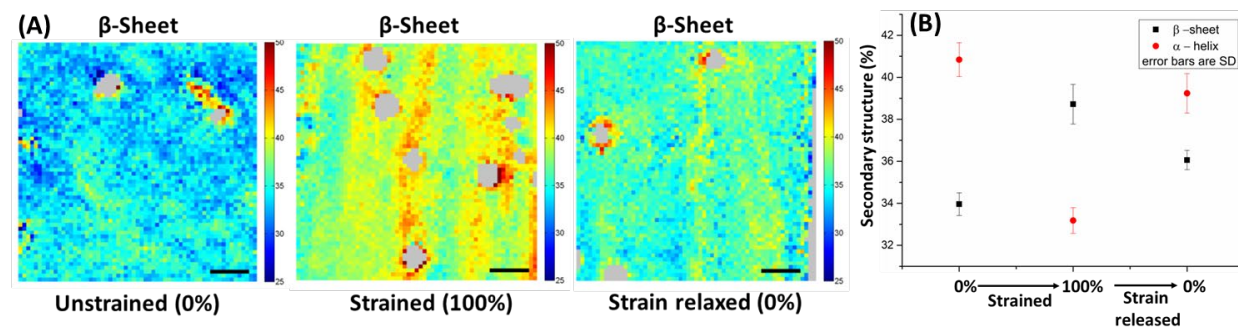 (A)
β-Sheet
β-Sheet
β-Sheet
50
45
40
35
30
25
50
45
40
35
30
25
50
45
40
35
30
25
Unstrained (0%)
Strained (100%)
Strain relaxed (0%)
(B)
Secondary structure (%)
42
40
38
36
34
32
β –sheet
α – helix
error bars are SD
0%
Strained
100%
Strain
released
0%